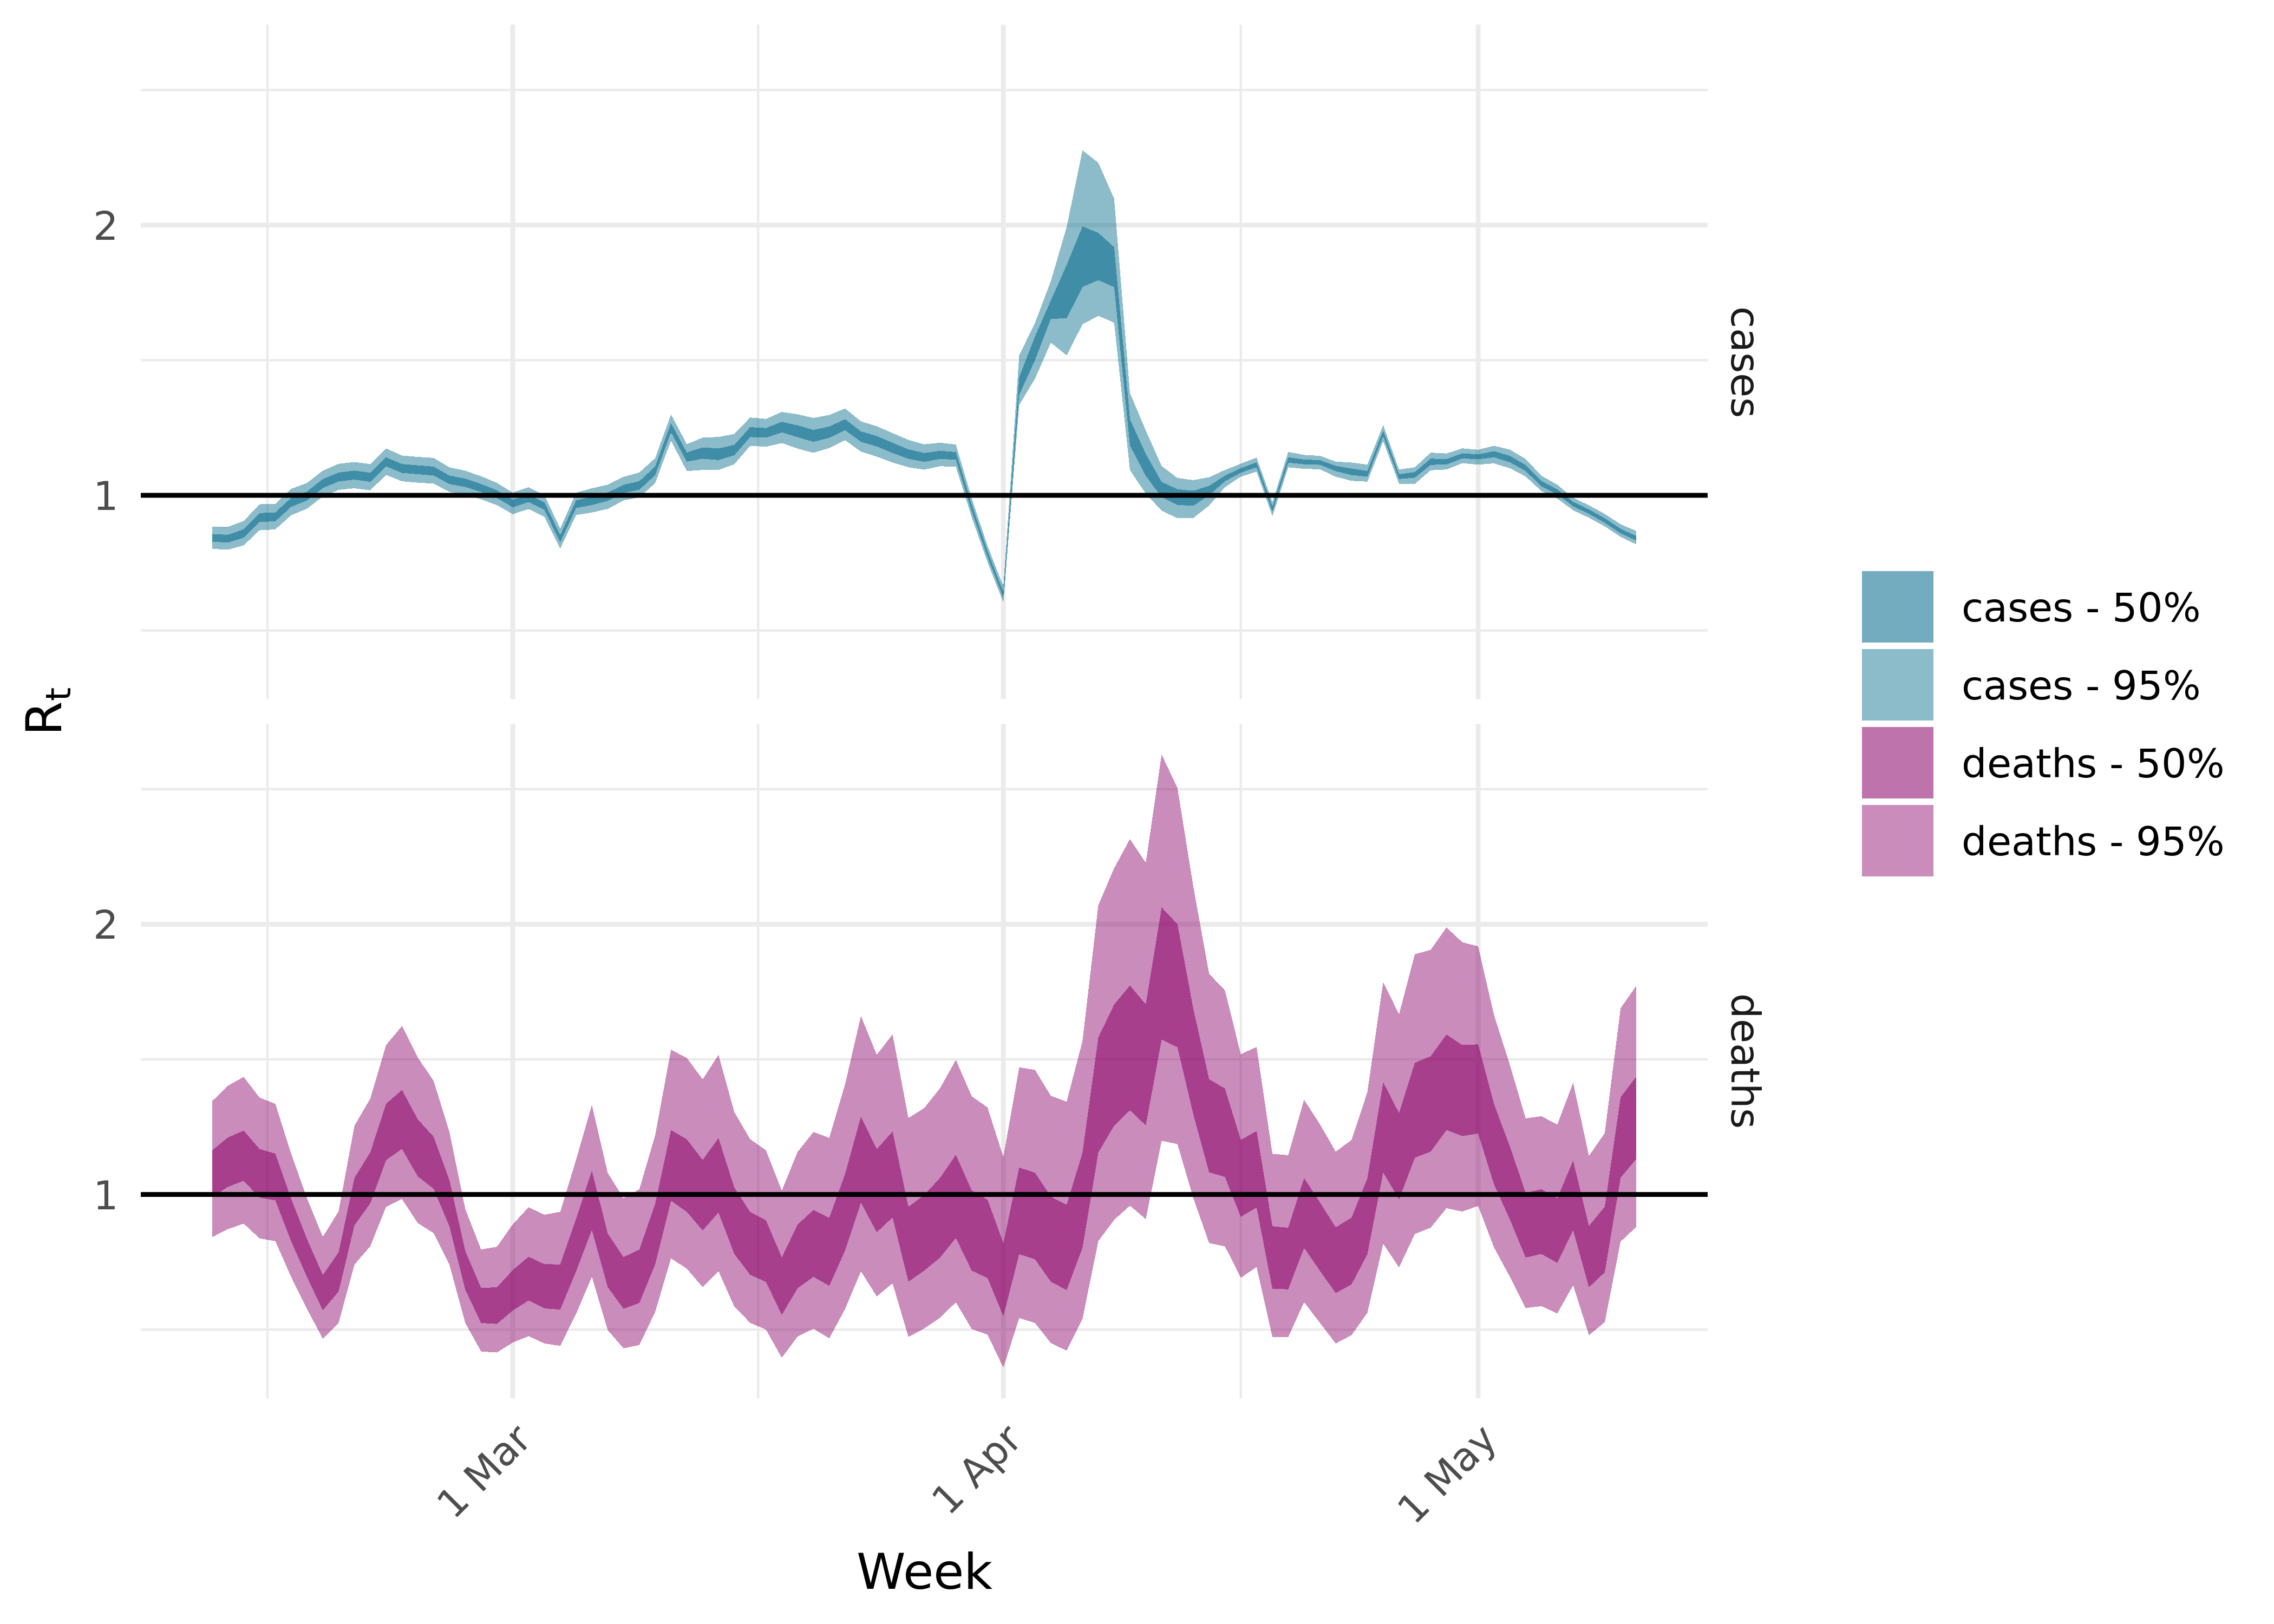 2
1
cases
R_t
2
1
deaths
1 Mar
1 Apr
1 May
Week
cases - 50%
cases - 95%
deaths - 50%
deaths - 95%